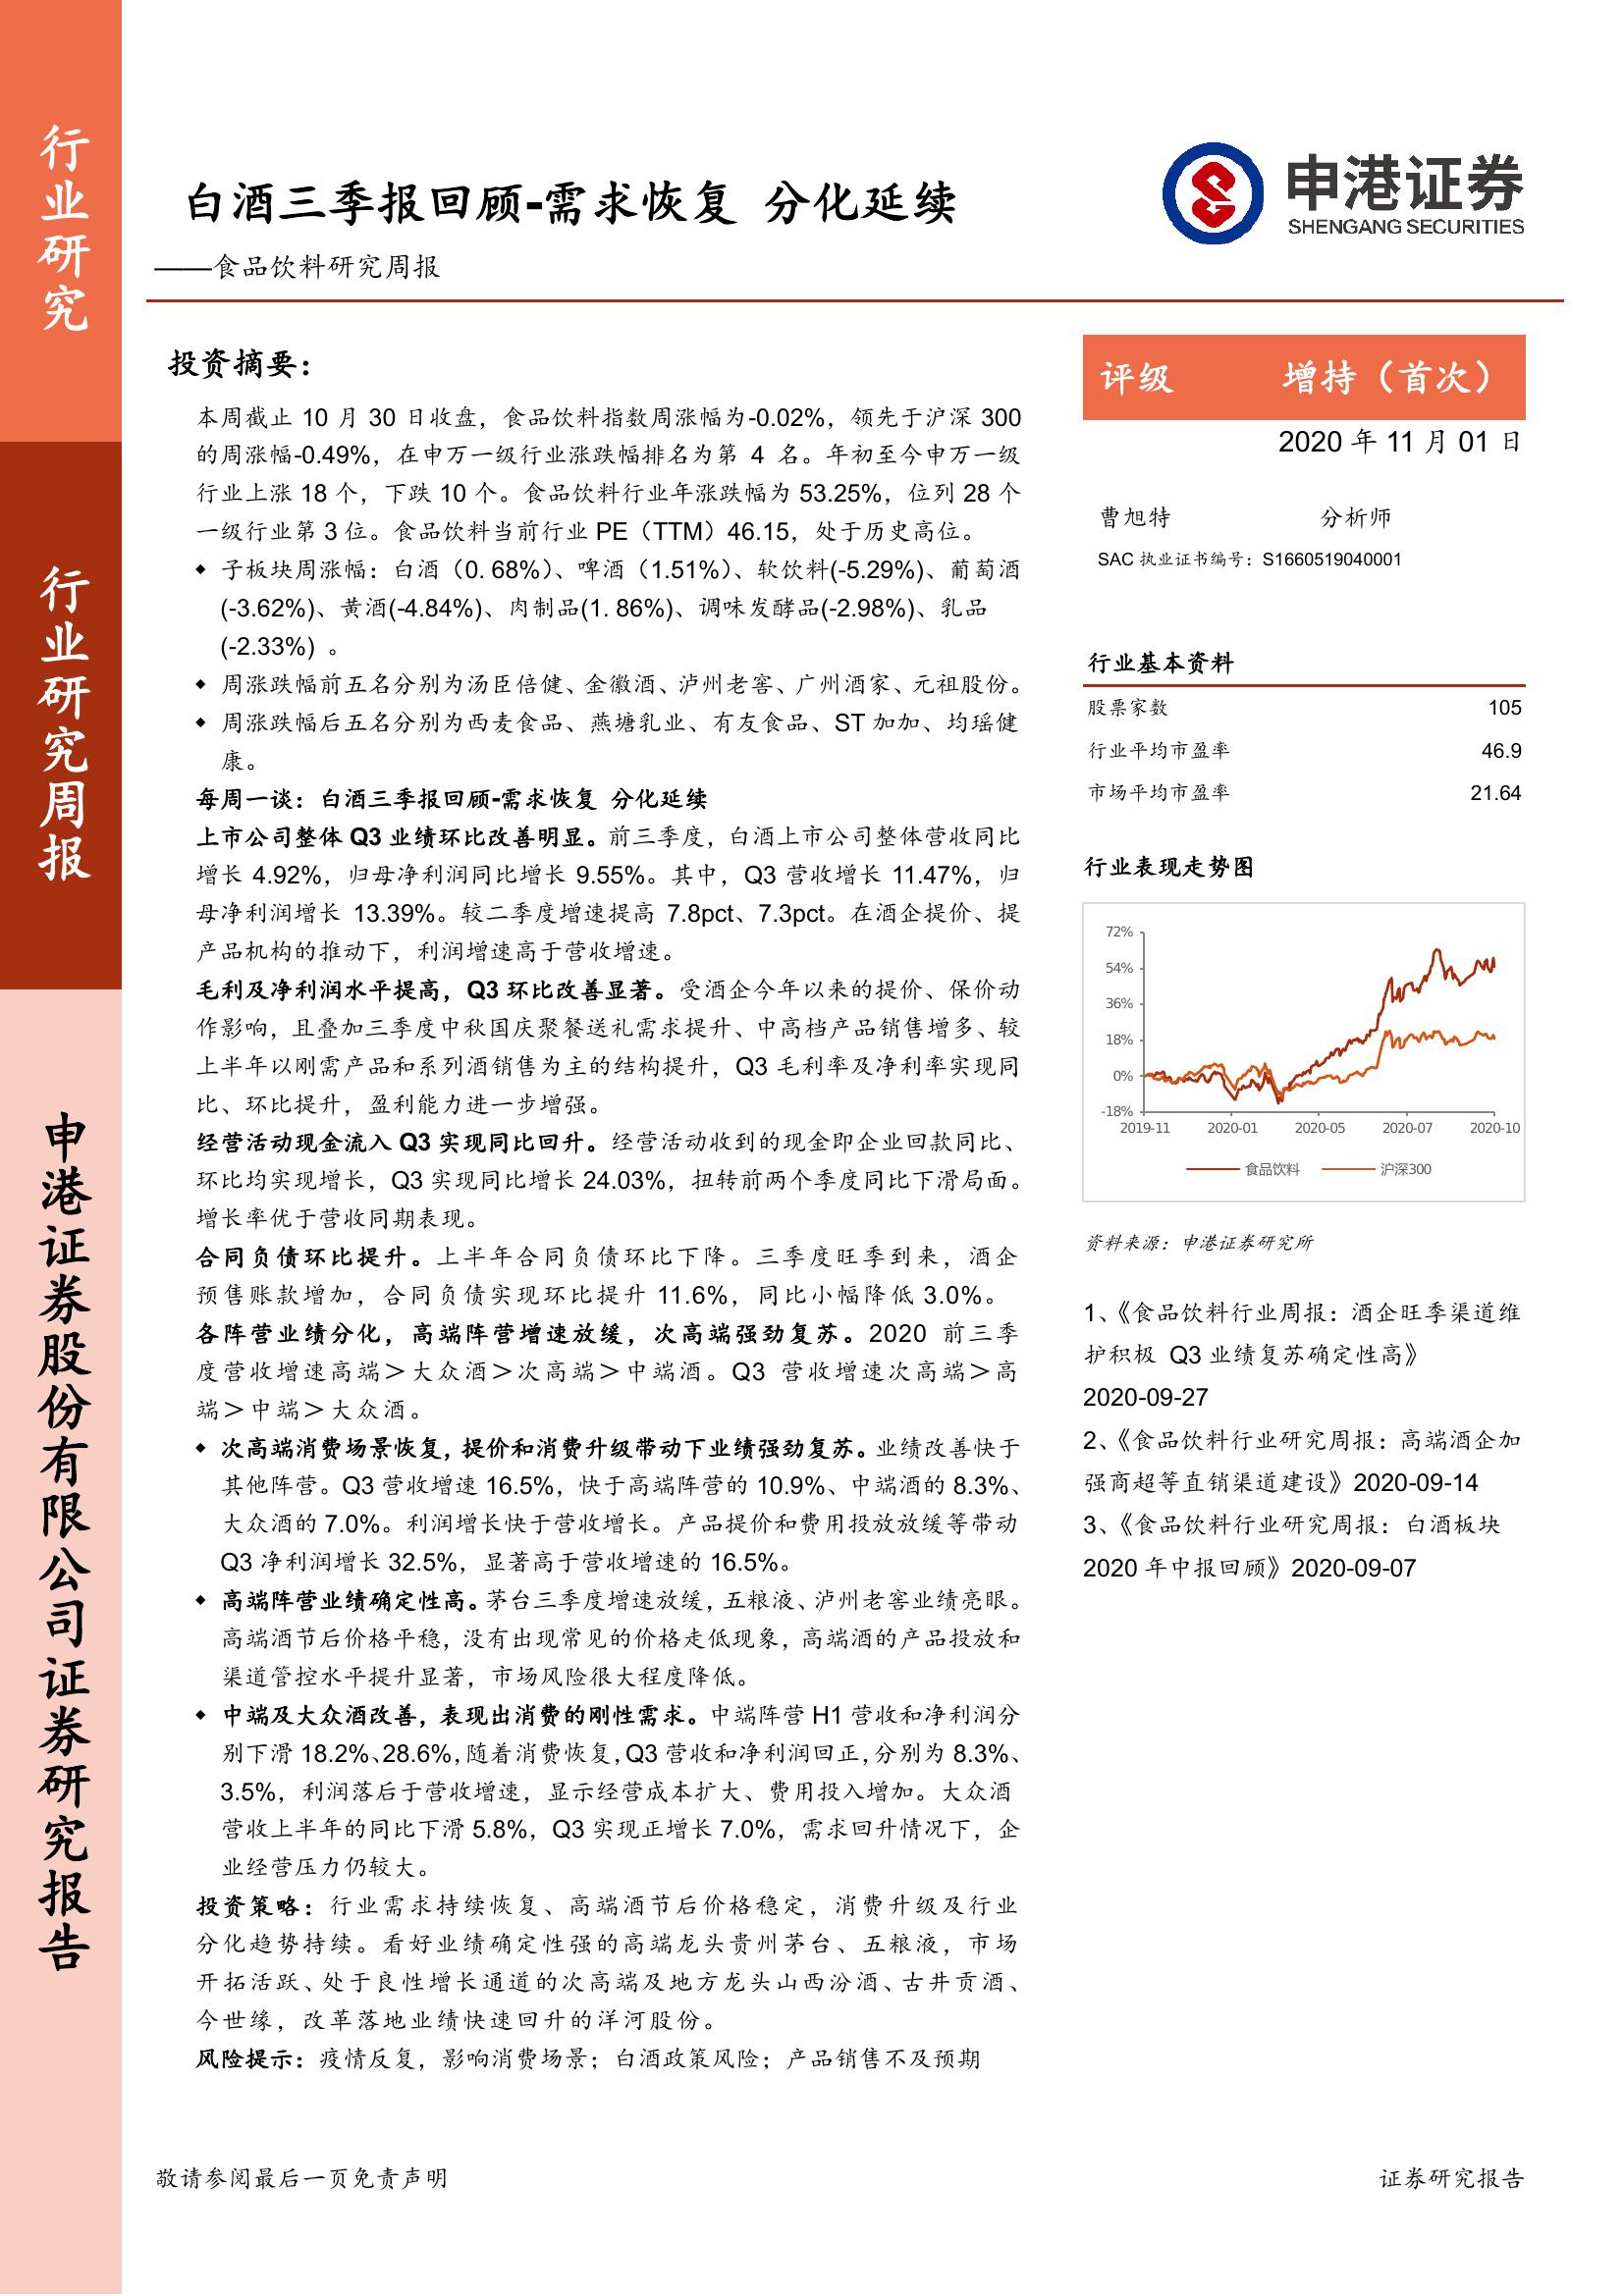 行业研究
行业研究周报
申港证券股份有限公司证券研究报告
白酒三季报回顾-需求恢复 分化延续
——食品饮料研究周报
申港证券
SHENGANG SECURITIES
投资摘要：
本周截止 10 月 30 日收盘，食品饮料指数周涨幅为-0.02%，领先于沪深 300
的周涨幅-0.49%，在申万一级行业涨跌幅排名为第 4 名。年初至今申万一级
行业上涨 18 个，下跌 10 个。食品饮料行业年涨跌幅为 53.25%，位列 28 个
一级行业第 3 位。食品饮料当前行业 PE（TTM）46.15，处于历史高位。
◆ 子板块周涨幅：白酒（0. 68%）、啤酒（1.51%）、软饮料(-5.29%)、葡萄酒
(-3.62%)、黄酒(-4.84%)、肉制品(1. 86%)、调味发酵品(-2.98%)、乳品
(-2.33%) 。
◆ 周涨跌幅前五名分别为汤臣倍健、金徽酒、泸州老窖、广州酒家、元祖股份。
◆ 周涨跌幅后五名分别为西麦食品、燕塘乳业、有友食品、ST 加加、均瑶健
康。
每周一谈：白酒三季报回顾-需求恢复 分化延续
上市公司整体 Q3 业绩环比改善明显。前三季度，白酒上市公司整体营收同比
增长 4.92%，归母净利润同比增长 9.55%。其中，Q3 营收增长 11.47%，归
母净利润增长 13.39%。较二季度增速提高 7.8pct、7.3pct。在酒企提价、提
产品机构的推动下，利润增速高于营收增速。
毛利及净利润水平提高，Q3 环比改善显著。受酒企今年以来的提价、保价动
作影响，且叠加三季度中秋国庆聚餐送礼需求提升、中高档产品销售增多、较
上半年以刚需产品和系列酒销售为主的结构提升，Q3 毛利率及净利率实现同
比、环比提升，盈利能力进一步增强。
经营活动现金流入 Q3 实现同比回升。经营活动收到的现金即企业回款同比、
环比均实现增长，Q3 实现同比增长 24.03%，扭转前两个季度同比下滑局面。
增长率优于营收同期表现。
合同负债环比提升。上半年合同负债环比下降。三季度旺季到来，酒企
预售账款增加，合同负债实现环比提升 11.6%，同比小幅降低 3.0%。
各阵营业绩分化，高端阵营增速放缓，次高端强劲复苏。2020 前三季
度营收增速高端＞大众酒＞次高端＞中端酒。Q3 营收增速次高端＞高
端＞中端＞大众酒。
◆ 次高端消费场景恢复，提价和消费升级带动下业绩强劲复苏。业绩改善快于
其他阵营。Q3 营收增速 16.5%，快于高端阵营的 10.9%、中端酒的 8.3%、
大众酒的 7.0%。利润增长快于营收增长。产品提价和费用投放放缓等带动
Q3 净利润增长 32.5%，显著高于营收增速的 16.5%。
◆ 高端阵营业绩确定性高。茅台三季度增速放缓，五粮液、泸州老窖业绩亮眼。
高端酒节后价格平稳，没有出现常见的价格走低现象，高端酒的产品投放和
渠道管控水平提升显著，市场风险很大程度降低。
◆ 中端及大众酒改善，表现出消费的刚性需求。中端阵营 H1 营收和净利润分
别下滑 18.2%、28.6%，随着消费恢复，Q3 营收和净利润回正，分别为 8.3%、
3.5%，利润落后于营收增速，显示经营成本扩大、费用投入增加。大众酒
营收上半年的同比下滑 5.8%，Q3 实现正增长 7.0%，需求回升情况下，企
业经营压力仍较大。
投资策略：行业需求持续恢复、高端酒节后价格稳定，消费升级及行业
分化趋势持续。看好业绩确定性强的高端龙头贵州茅台、五粮液，市场
开拓活跃、处于良性增长通道的次高端及地方龙头山西汾酒、古井贡酒、
今世缘，改革落地业绩快速回升的洋河股份。
风险提示：疫情反复，影响消费场景；白酒政策风险；产品销售不及预期
评级 增持（首次）
2020 年 11 月 01 日
曹旭特 分析师
SAC 执业证书编号：S1660519040001
行业基本资料
股票家数 105
行业平均市盈率 46.9
市场平均市盈率 21.64
行业表现走势图
72%
54%
36%
18%
0%
-18%
2019-11 2020-01 2020-05 2020-07 2020-10
食品饮料 沪深300
资料来源：申港证券研究所
1、《食品饮料行业周报：酒企旺季渠道维
护积极 Q3 业绩复苏确定性高》
2020-09-27
2、《食品饮料行业研究周报：高端酒企加
强商超等直销渠道建设》2020-09-14
3、《食品饮料行业研究周报：白酒板块
2020 年中报回顾》2020-09-07
敬请参阅最后一页免责声明 证券研究报告